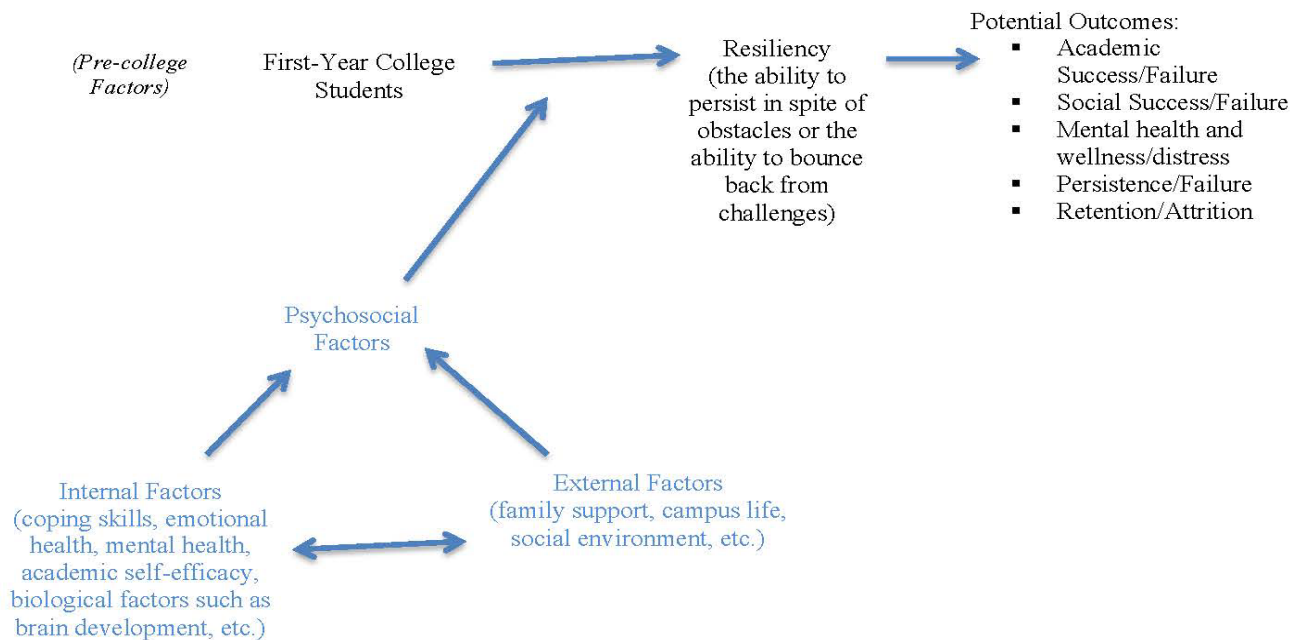 (Pre-college
Factors)
First-Year College
Students
Resiliency
(the ability to
persist in spite of
obstacles or the
ability to bounce
back from
challenges)
Potential Outcomes:
▪ Academic
Success/Failure
▪ Social Success/Failure
▪ Mental health and
wellness/distress
▪ Persistence/Failure
▪ Retention/Attrition
Psychosocial
Factors
Internal Factors
(coping skills, emotional
health, mental health,
academic self-efficacy,
biological factors such as
brain development, etc.)
External Factors
(family support, campus life,
social environment, etc.)